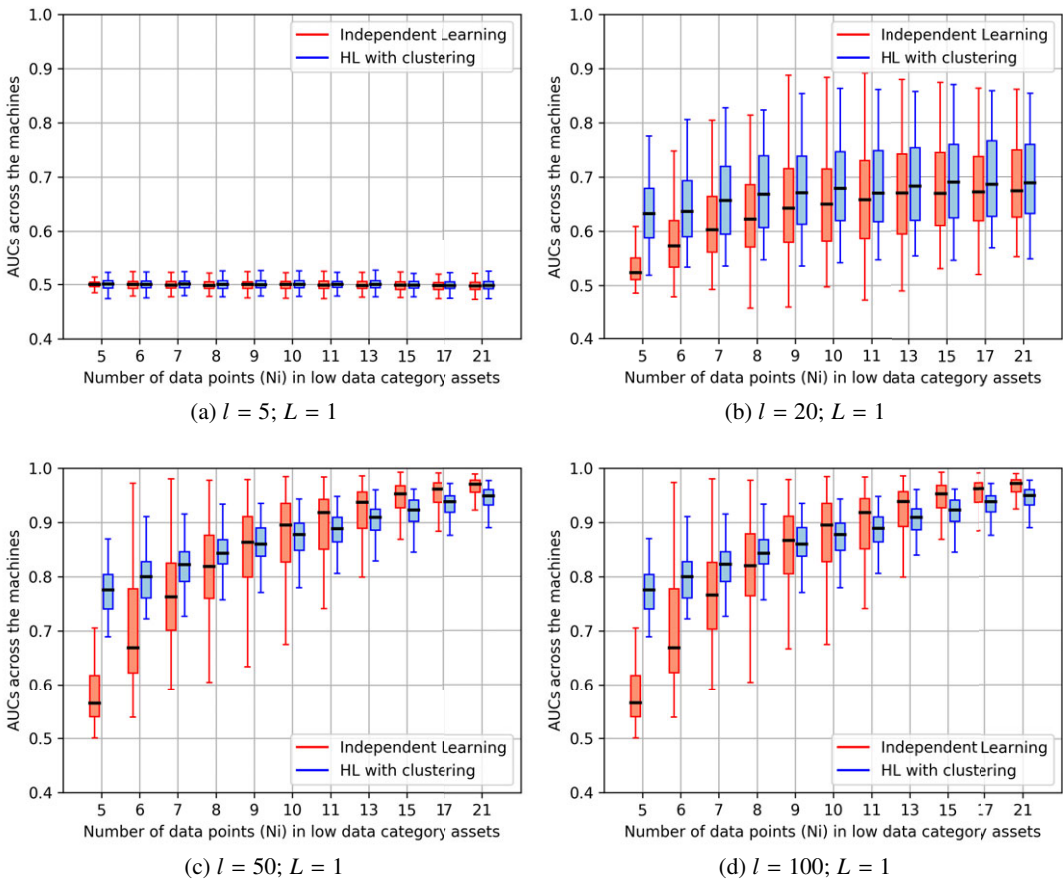 1.0
0.9
0.8
0.7
0.6
0.5
0.4
AUCs across the machines
Independent Learning
HL with clustering
5 6 7 8 9 10 11 13 15 17 21
Number of data points (Ni) in low data category assets
(a) l = 5; L = 1
1.0
0.9
0.8
0.7
0.6
0.5
0.4
AUCs across the machines
Independent Learning
HL with clustering
5 6 7 8 9 10 11 13 15 17 21
Number of data points (Ni) in low data category assets
(b) l = 20; L = 1
1.0
0.9
0.8
0.7
0.6
0.5
0.4
AUCs across the machines
Independent Learning
HL with clustering
5 6 7 8 9 10 11 13 15 17 21
Number of data points (Ni) in low data category assets
(c) l = 50; L = 1
1.0
0.9
0.8
0.7
0.6
0.5
0.4
AUCs across the machines
Independent Learning
HL with clustering
5 6 7 8 9 10 11 13 15 17 21
Number of data points (Ni) in low data category assets
(d) l = 100; L = 1